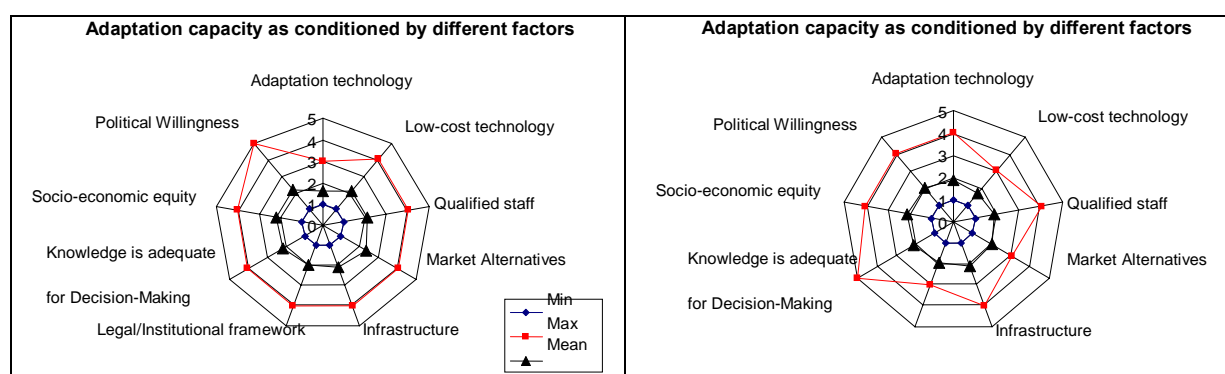 Adaptation capacity as conditioned by different factors
Adaptation technology
Political Willingness
Low-cost technology
Socio-economic equity
Qualified staff
Knowledge is adequate
for Decision-Making
Market Alternatives
Legal/Institutional framework
Infrastructure
5
4
3
2
1
0
Min
Max
Mean
Adaptation capacity as conditioned by different factors
Adaptation technology
Political Willingness
Low-cost technology
Socio-economic equity
Qualified staff
Knowledge is adequate
for Decision-Making
Market Alternatives
Infrastructure
5
4
3
2
1
0